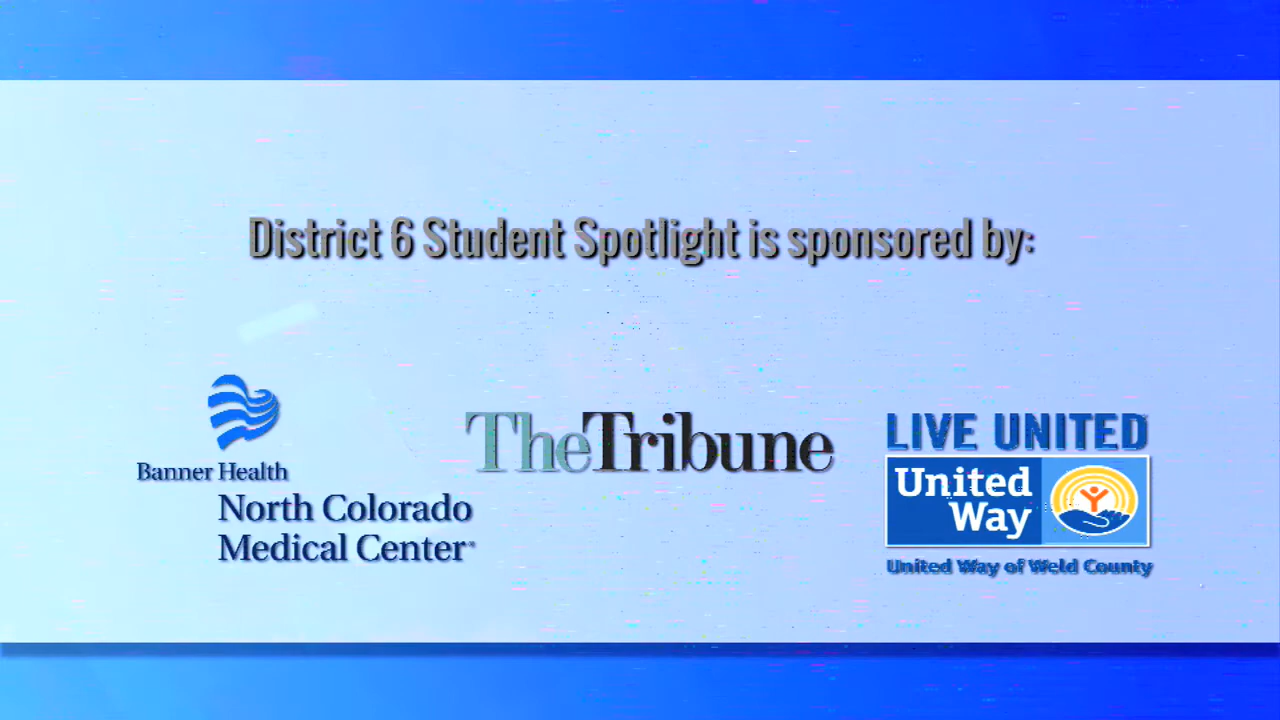 District 6 Student Spotlight is sponsored by:
Banner Health
North Colorado
Medical Center
TheTribune
LIVE UNITED
United
Way
United Way of Weld County